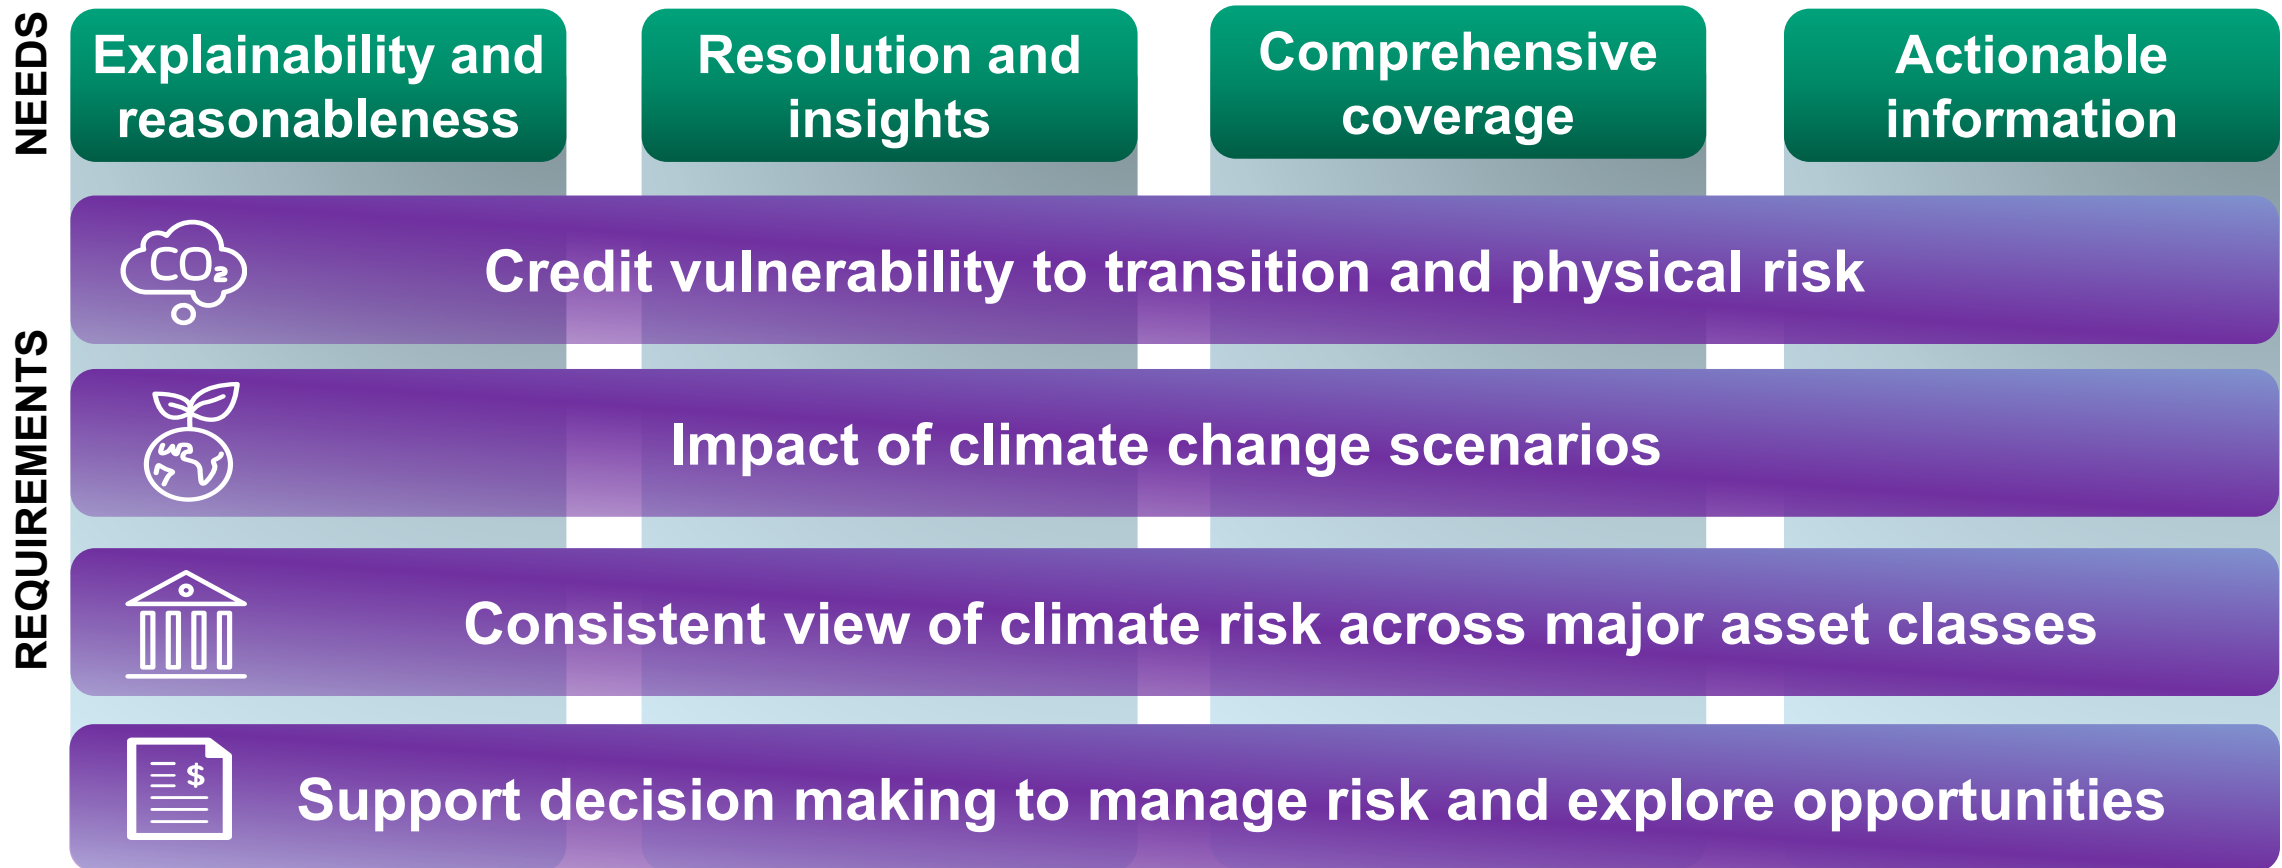 NEEDS
Explainability and
reasonableness
Resolution and
insights
Comprehensive
coverage
Actionable
information
REQUIREMENTS
CO₂
Credit vulnerability to transition and physical risk
Impact of climate change scenarios
Consistent view of climate risk across major asset classes
$
Support decision making to manage risk and explore opportunities